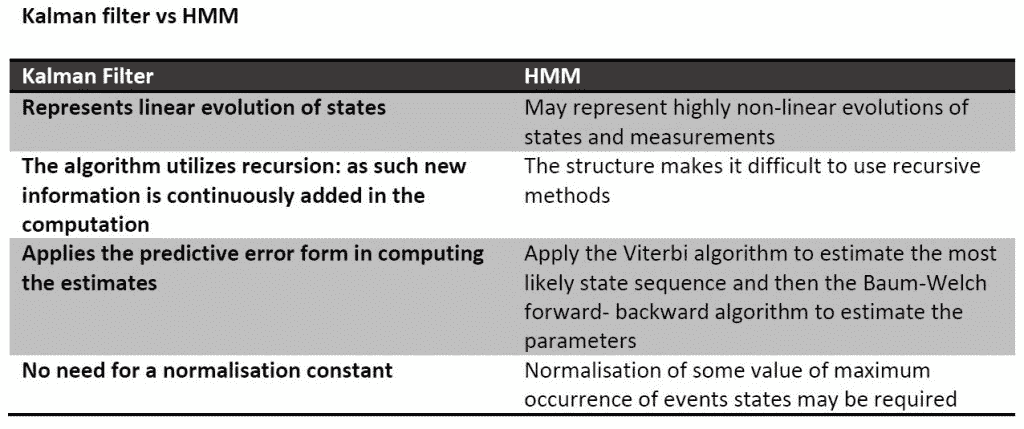 Kalman filter vs HMM
Kalman Filter
HMM
Represents linear evolution of states
May represent highly non-linear evolutions of
states and measurements
The algorithm utilizes recursion: as such new
information is continuously added in the
computation
The structure makes it difficult to use recursive
methods
Applies the predictive error form in computing
the estimates
Apply the Viterbi algorithm to estimate the most
likely state sequence and then the Baum-Welch
forward- backward algorithm to estimate the
parameters
No need for a normalisation constant
Normalisation of some value of maximum
occurrence of events states may be required